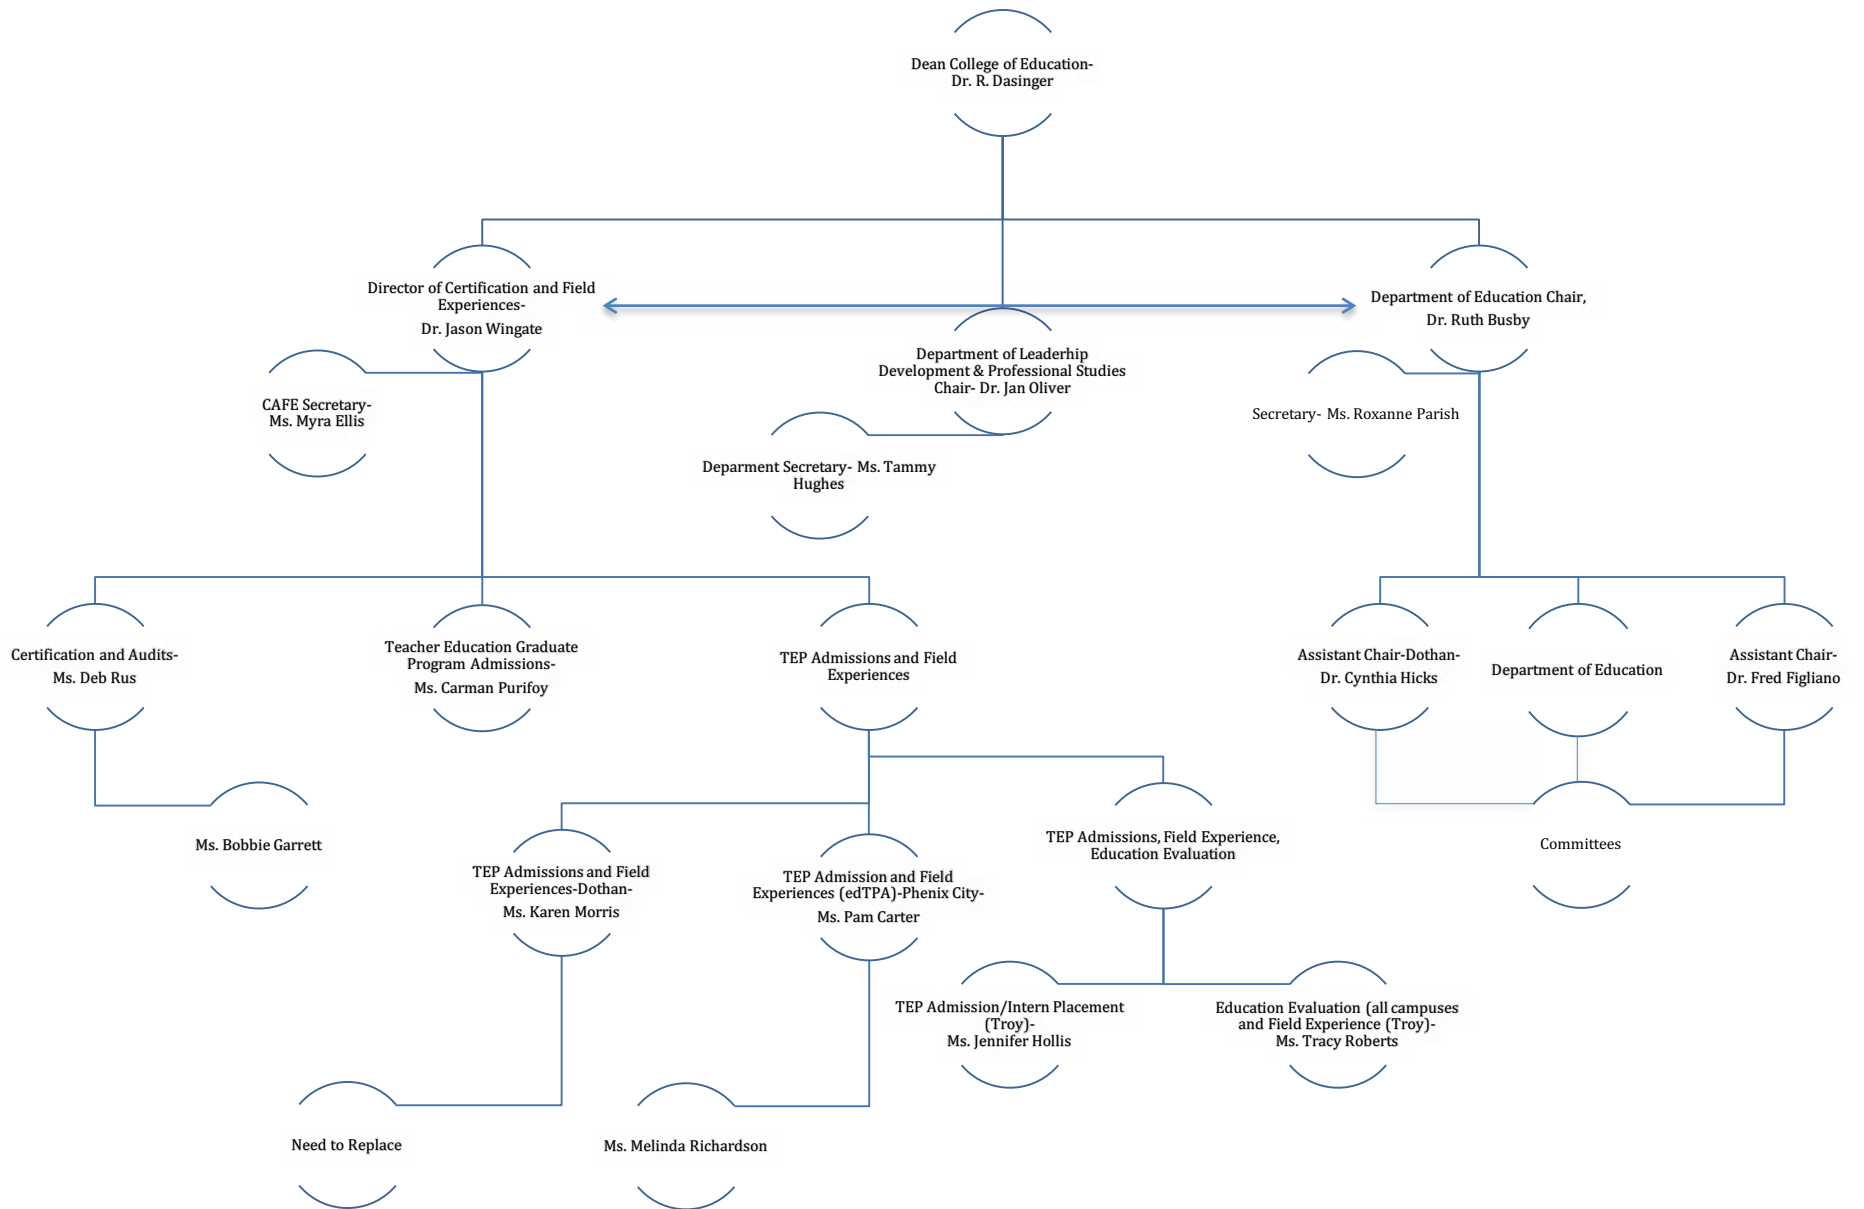 Dean College of Education-
Dr. R. Dasinger
Director of Certification and Field
Experiences-
Dr. Jason Wingate
Department of Education Chair,
Dr. Ruth Busby
Department of Leaderhip
Development & Professional Studies
Chair- Dr. Jan Oliver
CAFE Secretary-
Ms. Myra Ellis
Secretary- Ms. Roxanne Parish
Deparment Secretary- Ms. Tammy
Hughes
Certification and Audits-
Ms. Deb Rus
Teacher Education Graduate
Program Admissions-
Ms. Carman Purifoy
TEP Admissions and Field
Experiences
Assistant Chair-Dothan-
Dr. Cynthia Hicks
Department of Education
Assistant Chair-
Dr. Fred Figliano
Ms. Bobbie Garrett
TEP Admissions and Field
Experiences-Dothan-
Ms. Karen Morris
TEP Admission and Field
Experiences (edTPA)-Phenix City-
Ms. Pam Carter
TEP Admissions, Field Experience,
Education Evaluation
Committees
TEP Admission/Intern Placement
(Troy)-
Ms. Jennifer Hollis
Education Evaluation (all campuses
and Field Experience (Troy)-
Ms. Tracy Roberts
Need to Replace
Ms. Melinda Richardson